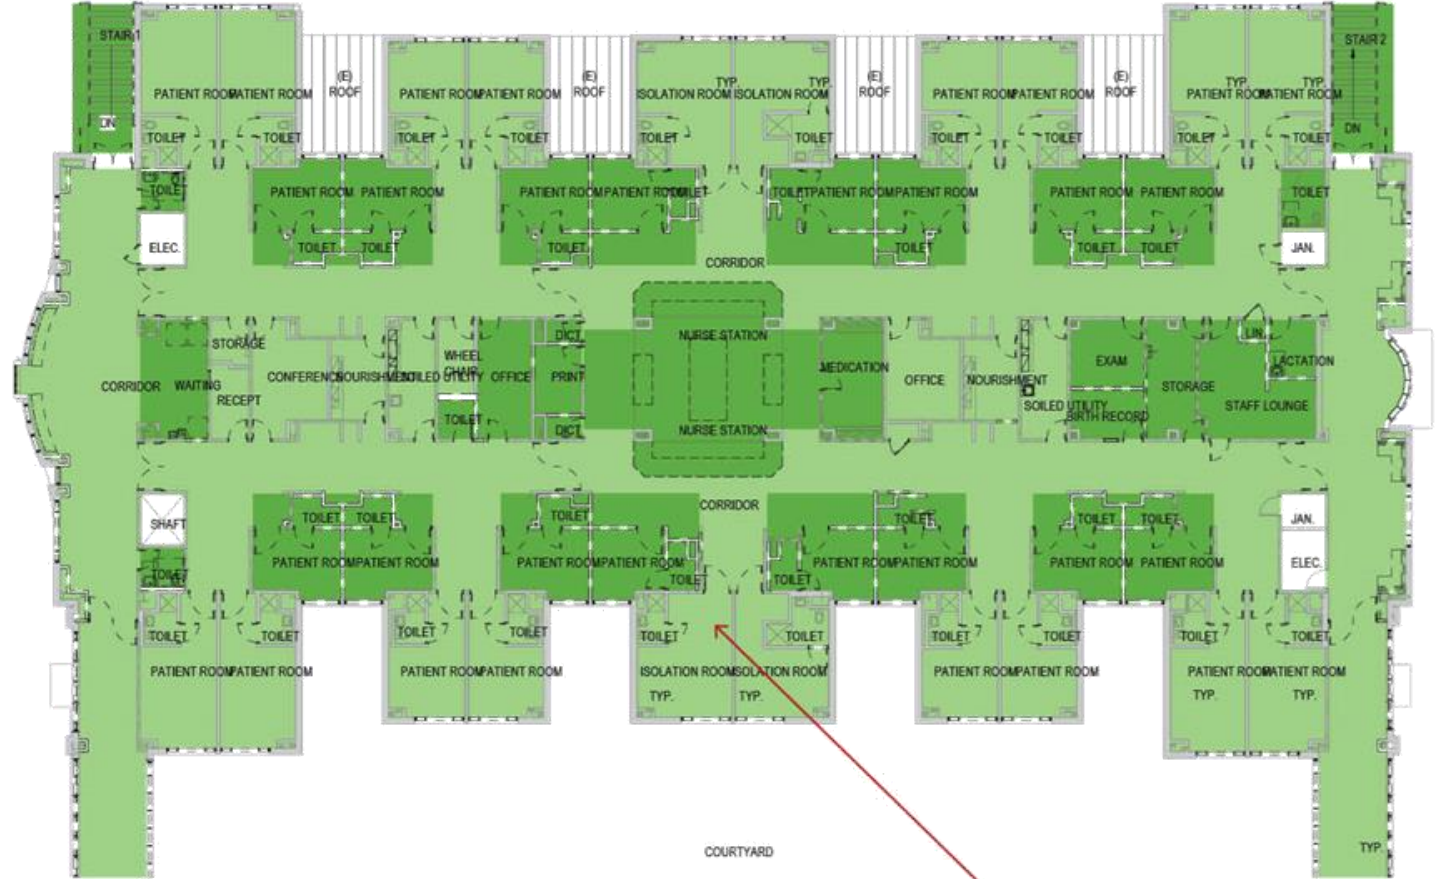 STAIR 1
STAIR 2
PATIENT ROOM
PATIENT ROOM
(E)
ROOF
PATIENT ROOM
PATIENT ROOM
(E)
ROOF
TYP.
ISOLATION ROOM
TYP.
ISOLATION ROOM
(E)
ROOF
PATIENT ROOM
PATIENT ROOM
(E)
ROOF
TYP.
PATIENT ROOM
TYP.
PATIENT ROOM
DN
DN
TOILET
TOILET
TOILET
TOILET
TOILET
TOILET
TOILET
TOILET
TOILET
TOILET
TOILET
PATIENT ROOM
PATIENT ROOM
PATIENT ROOM
PATIENT ROOM
TOILET
TOILET
PATIENT ROOM
PATIENT ROOM
PATIENT ROOM
PATIENT ROOM
TOILET
ELEC.
TOILET
TOILET
TOILET
TOILET
TOILET
TOILET
JAN.
CORRIDOR
STORAGE
DICT
NURSE STATION
LIN.
CORRIDOR
WAITING
RECEPT
CONFERENCE
NOURISHMENT
SOILED UTILITY
WHEEL
CHAIR
OFFICE
PRINT
MEDICATION
OFFICE
NOURISHMENT
EXAM
STORAGE
LACTATION
TOILET
DICT
NURSE STATION
SOILED UTILITY
BIRTH RECORD
STAFF LOUNGE
CORRIDOR
SHAFT
TOILET
TOILET
TOILET
TOILET
TOILET
TOILET
JAN.
PATIENT ROOM
PATIENT ROOM
PATIENT ROOM
PATIENT ROOM
PATIENT ROOM
PATIENT ROOM
PATIENT ROOM
PATIENT ROOM
ELEC.
TOILET
TOILET
TOILET
TOILET
TOILET
TOILET
TOILET
TOILET
TOILET
TOILET
TOILET
TOILET
TOILET
PATIENT ROOM
PATIENT ROOM
PATIENT ROOM
PATIENT ROOM
ISOLATION ROOM
TYP.
ISOLATION ROOM
TYP.
PATIENT ROOM
PATIENT ROOM
PATIENT ROOM
TYP.
PATIENT ROOM
TYP.
COURTYARD
TYP.